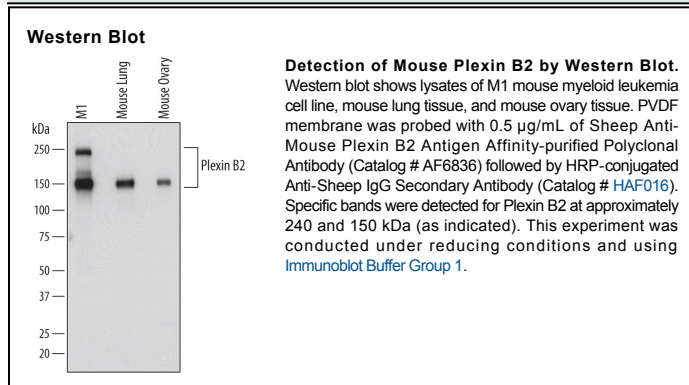 Western Blot
M1
Mouse Lung
Mouse Ovary
kDa
250
150
100
75
50
37
25
20
Plexin B2
Detection of Mouse Plexin B2 by Western Blot.
Western blot shows lysates of M1 mouse myeloid leukemia
cell line, mouse lung tissue, and mouse ovary tissue. PVDF
membrane was probed with 0.5 µg/mL of Sheep Anti-
Mouse Plexin B2 Antigen Affinity-purified Polyclonal
Antibody (Catalog # AF6836) followed by HRP-conjugated
Anti-Sheep IgG Secondary Antibody (Catalog # HAF016).
Specific bands were detected for Plexin B2 at approximately
240 and 150 kDa (as indicated). This experiment was
conducted under reducing conditions and using
Immunoblot Buffer Group 1.